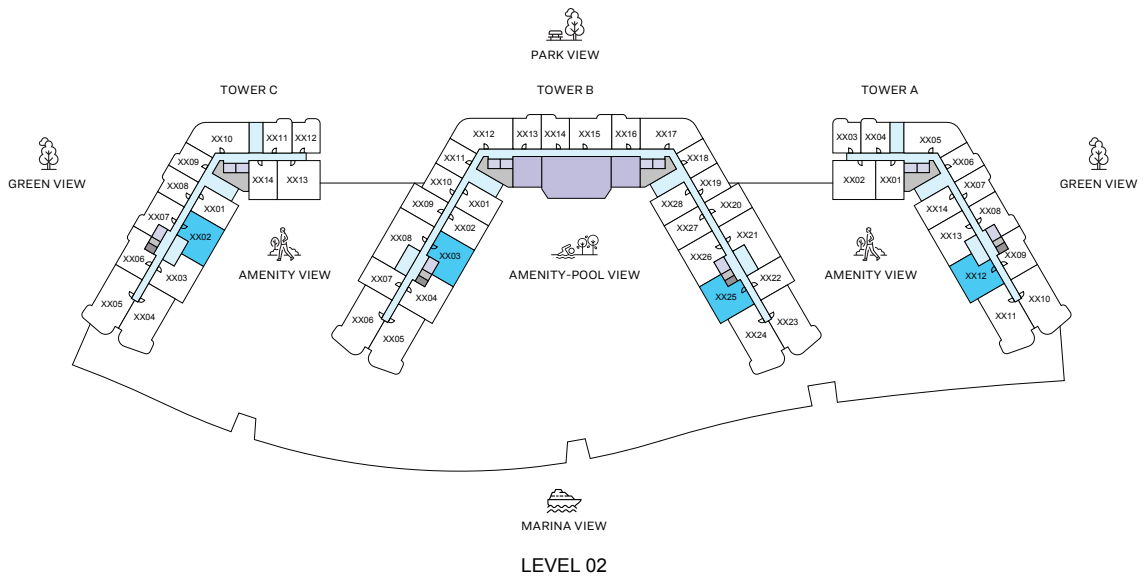 PARK VIEW
TOWER C
TOWER B
TOWER A
GREEN VIEW
GREEN VIEW
XX10
XX11
XX12
XX09
XX08
XX14
XX13
XX07
XX01
XX06
XX02
XX03
XX05
XX04
AMENITY VIEW
XX12
XX13
XX14
XX15
XX16
XX17
XX11
XX18
XX10
XX01
XX28
XX19
XX09
XX02
XX27
XX20
XX08
XX03
XX26
XX21
XX07
XX04
XX25
XX22
XX06
XX05
XX24
XX23
AMENITY-POOL VIEW
AMENITY VIEW
XX03
XX04
XX05
XX06
XX02
XX01
XX07
XX14
XX08
XX13
XX09
XX12
XX10
XX11
MARINA VIEW
LEVEL 02